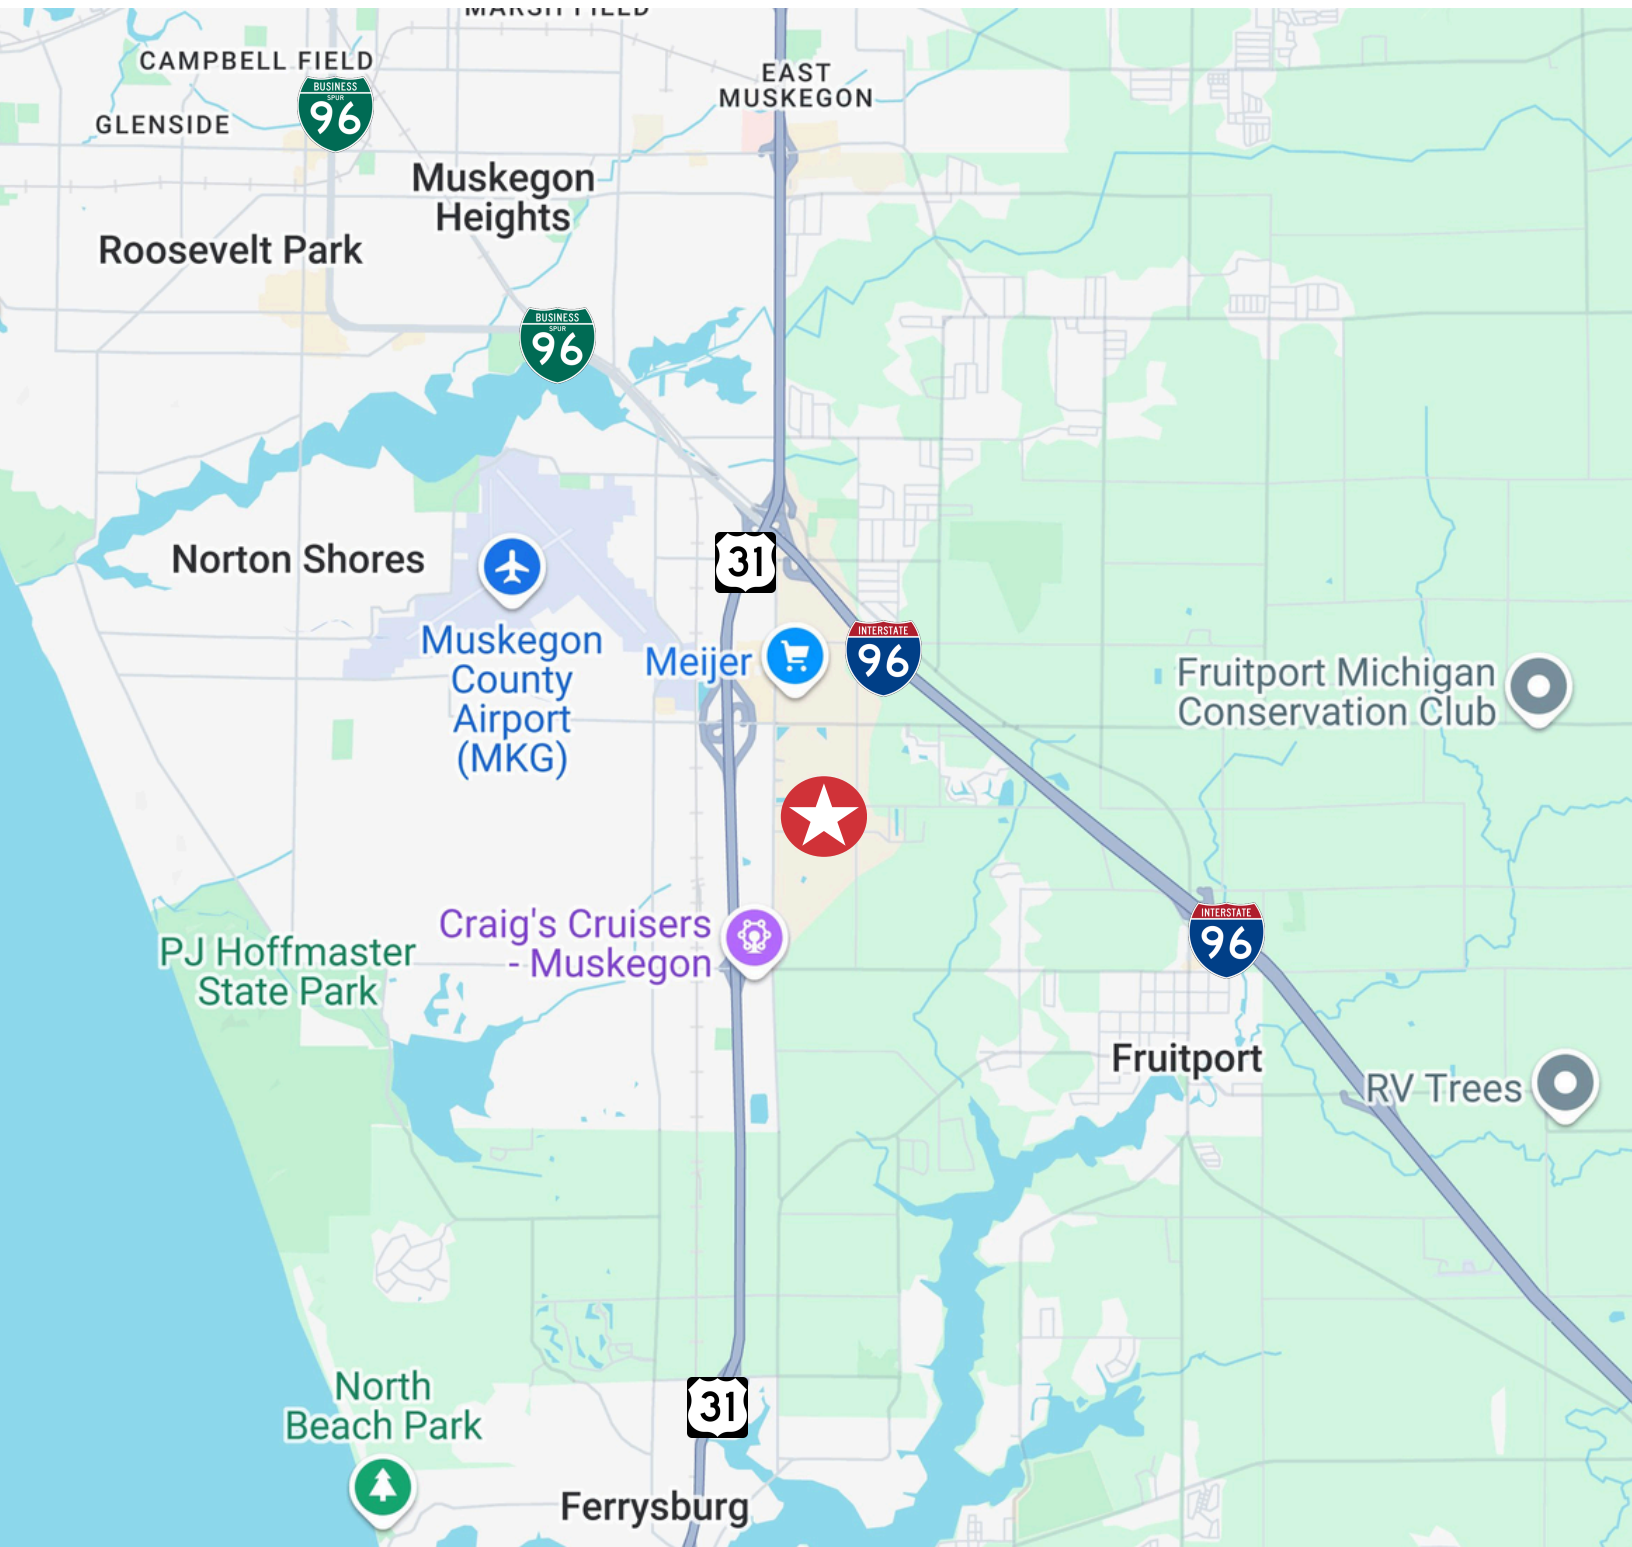 MARSH FIELD
CAMPBELL FIELD
BUSINESS
SPUR
96
EAST
MUSKEGON
GLENSIDE
Muskegon
Heights
Roosevelt Park
BUSINESS
SPUR
96
Norton Shores
31
Muskegon
County
Airport
(MKG)
Meijer
INTERSTATE
96
Fruitport Michigan
Conservation Club
Craig's Cruisers
- Muskegon
PJ Hoffmaster
State Park
INTERSTATE
96
Fruitport
RV Trees
North
Beach Park
31
Ferrysburg